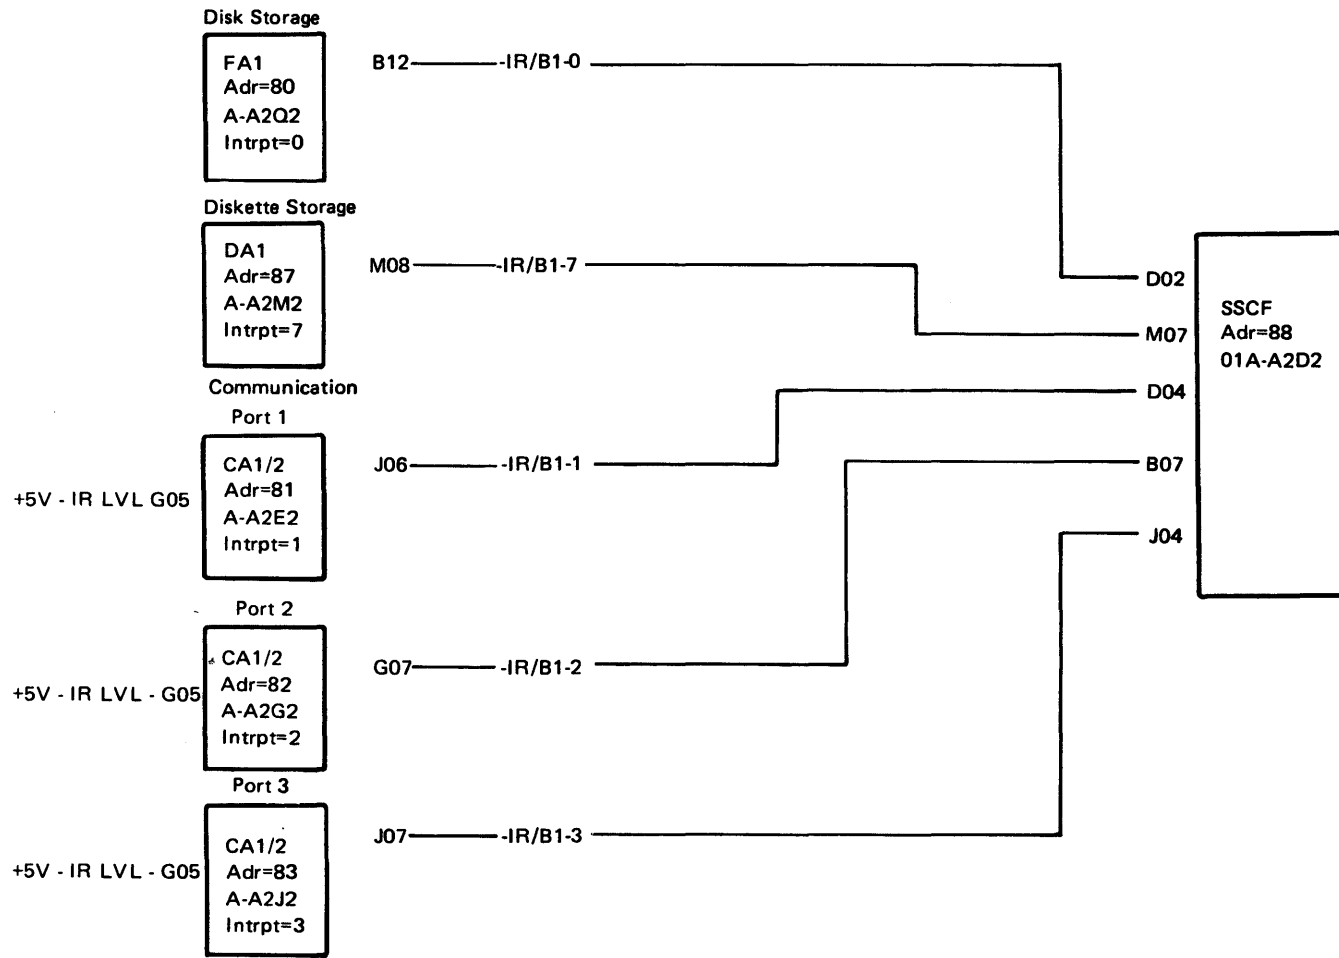 Disk Storage
FA1
Adr=80
A-A2Q2
Intrpt=0
B12
-IR/B1-0
Diskette Storage
DA1
Adr=87
A-A2M2
Intrpt=7
M08
-IR/B1-7
Communication
Port 1
CA1/2
Adr=81
A-A2E2
Intrpt=1
+5V - IR LVL G05
J06
-IR/B1-1
Port 2
CA1/2
Adr=82
A-A2G2
Intrpt=2
+5V - IR LVL - G05
G07
-IR/B1-2
Port 3
CA1/2
Adr=83
A-A2J2
Intrpt=3
+5V - IR LVL - G05
J07
-IR/B1-3
D02
M07
D04
B07
J04
SSCF
Adr=88
01A-A2D2